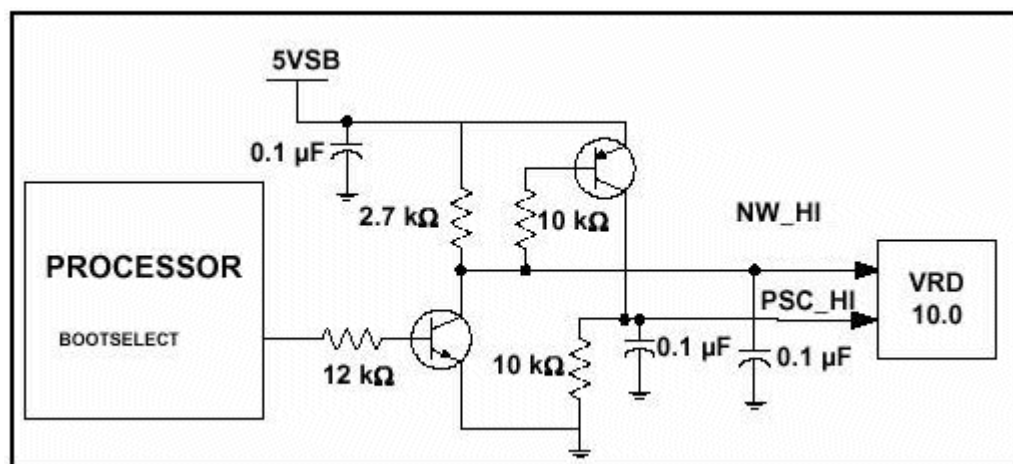 5VSB
0.1 µF
2.7 kΩ
10 kΩ
NW_HI
PROCESSOR
BOOTSELECT
12 kΩ
10 kΩ
0.1 µF
PSC_HI
0.1 µF
VRD
10.0